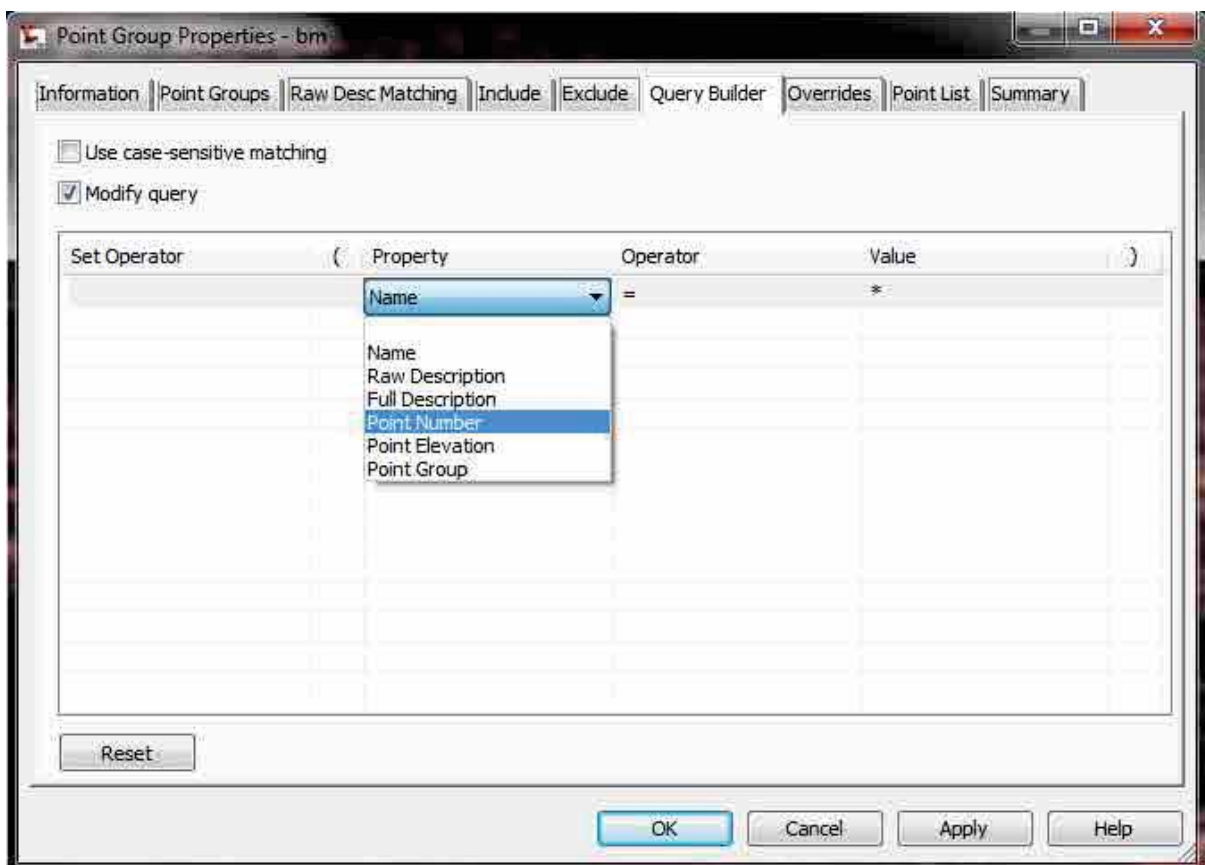 Point Group Properties - bm
Information Point Groups Raw Desc Matching Include Exclude Query Builder Overrides Point List Summary
Use case-sensitive matching
Modify query
Set Operator ( Property Operator Value )
Name = *
Name
Raw Description
Full Description
Point Number
Point Elevation
Point Group
Reset
OK Cancel Apply Help